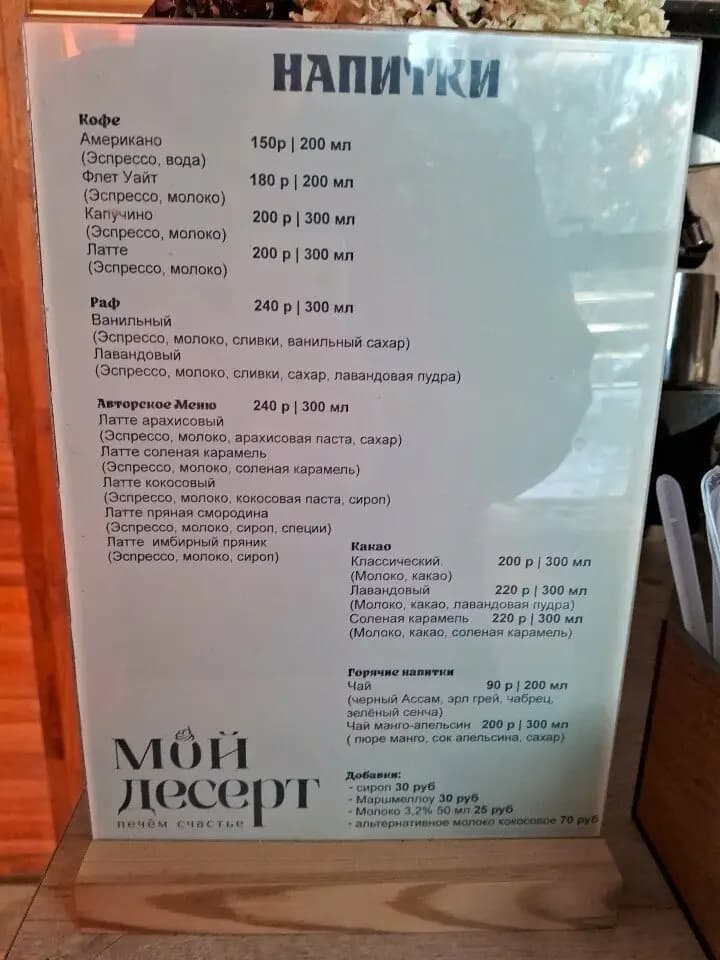 НАПИТКИ
Кофе
Американо 150р | 200 мл
(Эспрессо, вода)
Флет Уайт 180 р | 200 мл
(Эспрессо, молоко)
Капучино 200 р | 300 мл
(Эспрессо, молоко)
Латте 200 р | 300 мл
(Эспрессо, молоко)
Раф 240 р | 300 мл
Ванильный
(Эспрессо, молоко, сливки, ванильный сахар)
Лавандовый
(Эспрессо, молоко, сливки, сахар, лавандовая пудра)
Авторское Меню 240 р | 300 мл
Латте арахисовый
(Эспрессо, молоко, арахисовая паста, сахар)
Латте соленая карамель
(Эспрессо, молоко, соленая карамель)
Латте кокосовый
(Эспрессо, молоко, кокосовая паста, сироп)
Латте пряная смородина
(Эспрессо, молоко, сироп, специи)
Латте имбирный пряник
(Эспрессо, молоко, сироп)
Какао
Классический 200 р | 300 мл
(Молоко, какао)
Лавандовый 220 р | 300 мл
(Молоко, какао, лавандовая пудра)
Соленая карамель 220 р | 300 мл
(Молоко, какао, соленая карамель)
Горячие напитки
Чай 90 р | 200 мл
(черный Ассам, эрл грей, чабрец,
зелёный сенча)
Чай манго-апельсин 200 р | 300 мл
( пюре манго, сок апельсина, сахар)
Добавки:
- сироп 30 руб
- Маршмеллоу 30 руб
- Молоко 3,2% 50 мл 25 руб
- альтернативное молоко кокосовое 70 руб
мой
десерт
печём счастье